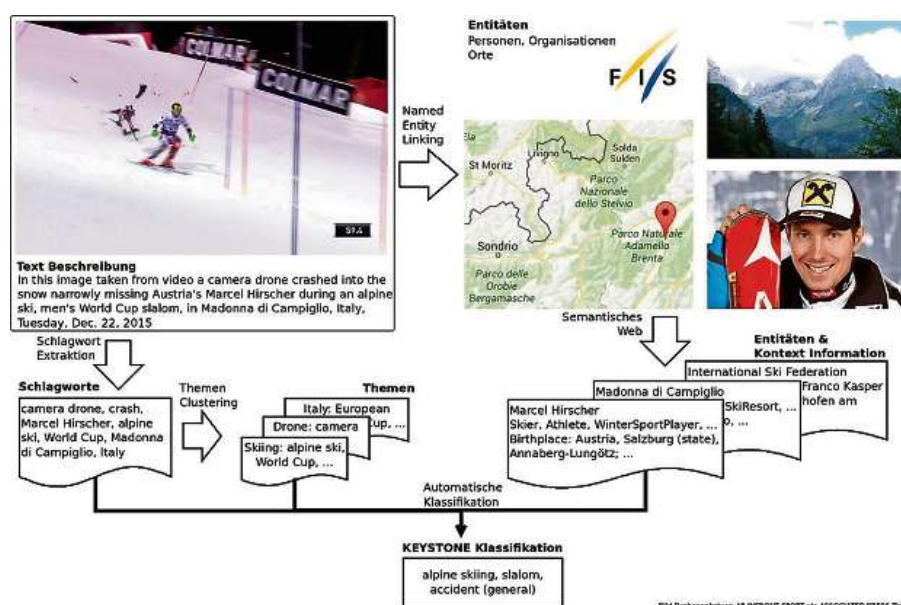 COLMAR
COLMAR
59.4
Text Beschreibung
In this image taken from video a camera drone crashed into the
snow narrowly missing Austria's Marcel Hirscher during an alpine
ski, men's World Cup slalom, in Madonna di Campiglio, Italy,
Tuesday, Dec. 22, 2015
Named
Entity
Linking
Entitäten
Personen, Organisationen
Orte
FIS
St Moritz
Livigno
Solda
Sulden
Parco
Nazionale
dello Stelvio
Sondrio
Parco Naturale
Adamello
Brenta
Parco delle
Orobie
Bergamasche
Semantisches
Web
Schlagwort
Extraktion
Schlagworte
camera drone, crash,
Marcel Hirscher, alpine
ski, World Cup, Madonna
di Campiglio, Italy
Themen
Clustering
Themen
Italy: European
Cup, ...
Drone: camera
Skiing: alpine ski,
World Cup, ...
Entitäten &
Kontext Information
International Ski Federation
Franco Kasper
hofen am
Madonna di Campiglio
SkiResort, ...
o, ...
Marcel Hirscher
Skier, Athlete, WinterSportPlayer, ...
Birthplace: Austria, Salzburg (state),
Annaberg-Lungötz; ...
Automatische
Klassifikation
KEYSTONE Klassifikation
alpine skiing, slalom,
accident (general)